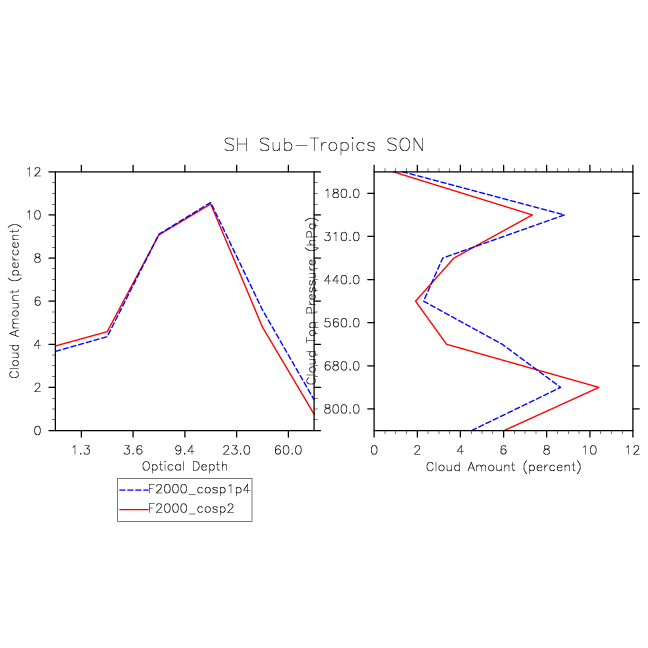 SH Sub-Tropics SON
Cloud Amount (percent)
12
10
8
6
4
2
0
1.3 3.6 9.4 23.0 60.0
Optical Depth
Cloud Top Pressure (hPa)
180.0
310.0
440.0
560.0
680.0
800.0
0 2 4 6 8 10 12
Cloud Amount (percent)
F2000_cosp1p4
F2000_cosp2